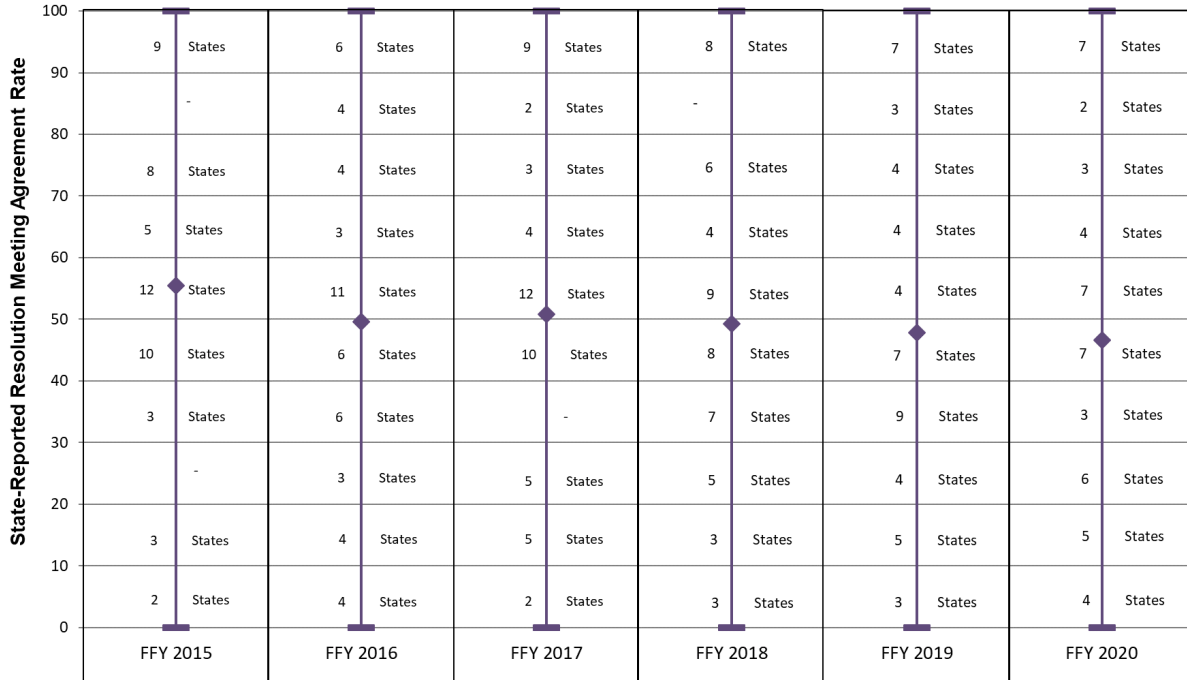 State-Reported Resolution Meeting Agreement Rate
100
9 States 6 States 9 States 8 States 7 States 7 States
90
- 4 States 2 States - 3 States 2 States
80
8 States 4 States 3 States 6 States 4 States 3 States
70
5 States 3 States 4 States 4 States 4 States 4 States
60
12 States 11 States 12 States 9 States 4 States 7 States
50
10 States 6 States 10 States 8 States 7 States 7 States
40
3 States 6 States - 7 States 9 States 3 States
30
- 3 States 5 States 5 States 4 States 6 States
20
3 States 4 States 5 States 3 States 5 States 5 States
10
2 States 4 States 2 States 3 States 3 States 4 States
0
FFY 2015 FFY 2016 FFY 2017 FFY 2018 FFY 2019 FFY 2020